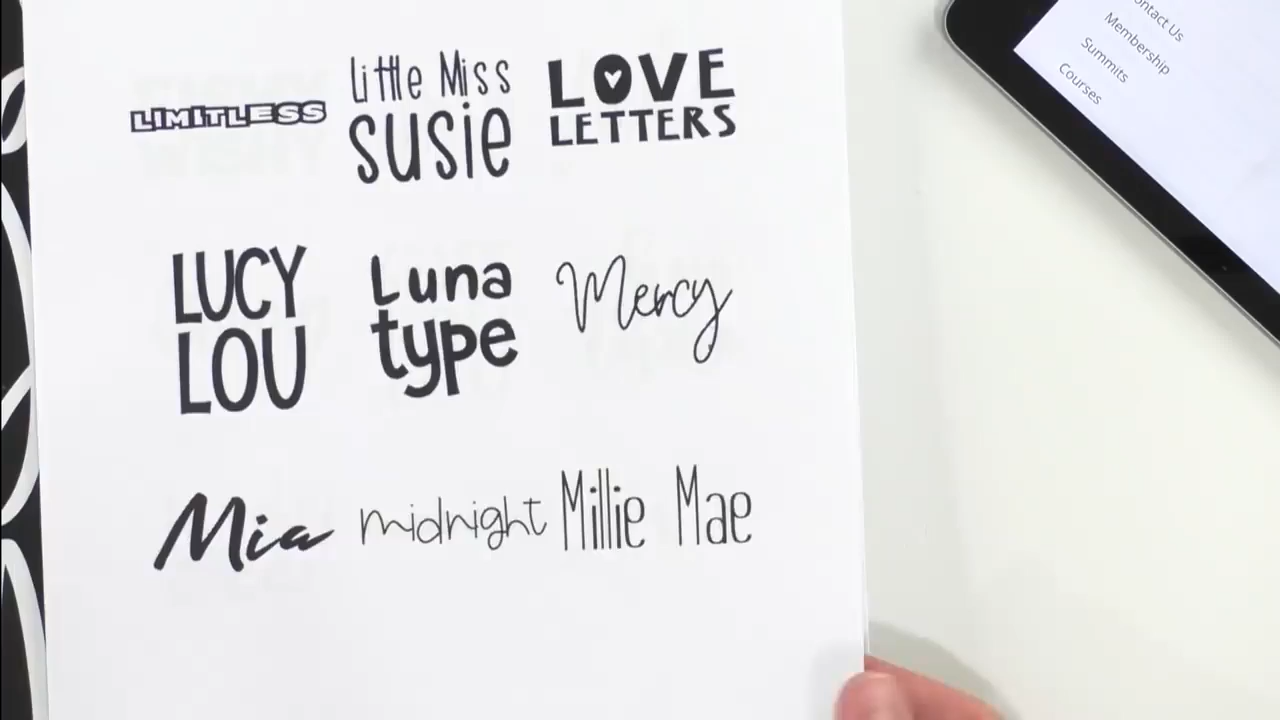 LIMITLESS
Little Miss
susie
LOVE
LETTERS
LUCY
LOU
Luna
type
Mercy
Mia
midnight
Millie Mae
Contact Us
Membership
Summits
Courses